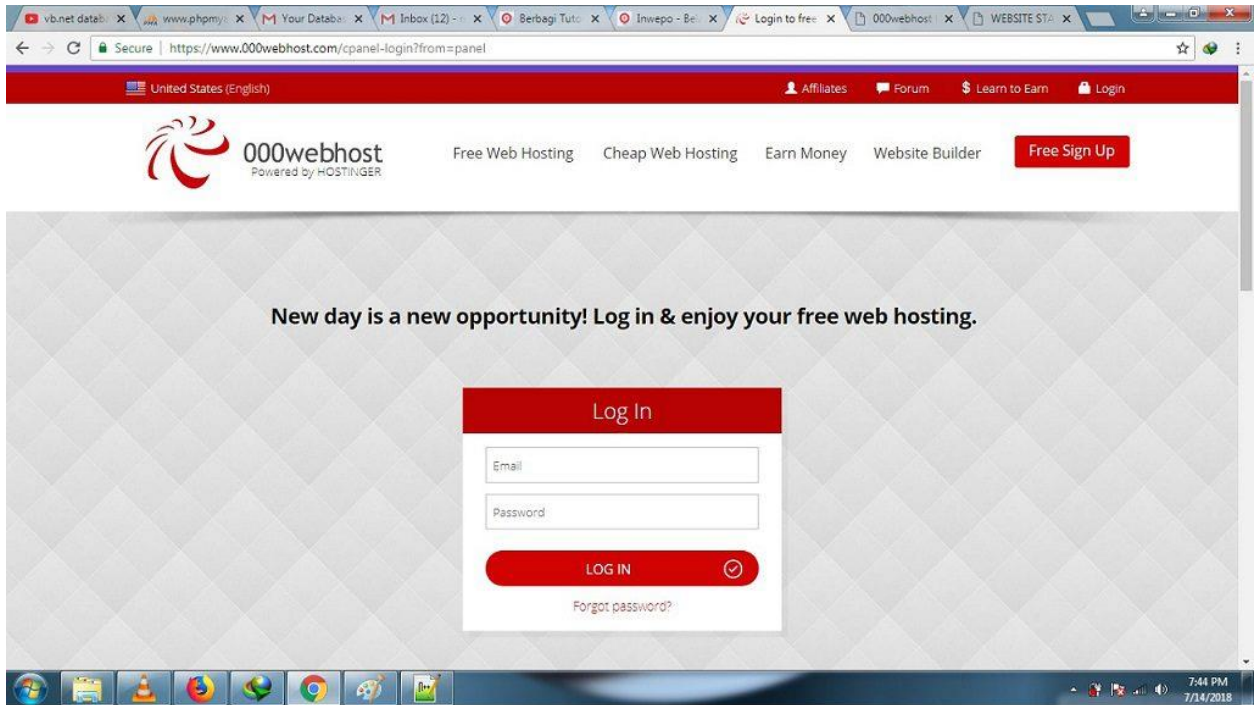 vb.net datab
www.phpmy
Your Databa
Inbox (12) -
Berbagi Tuto
Inwepo - Be
Login to free
000webhost
WEBSITE STA
Secure https://www.000webhost.com/cpanel-login?from=panel
United States (English) Affiliates Forum $ Learn to Earn Login
000webhost Free Web Hosting Cheap Web Hosting Earn Money Website Builder Free Sign Up
Powered by HOSTINGER
New day is a new opportunity! Log in & enjoy your free web hosting.
Log In
Email
Password
LOG IN
Forgot password?
7:44 PM
7/14/2018